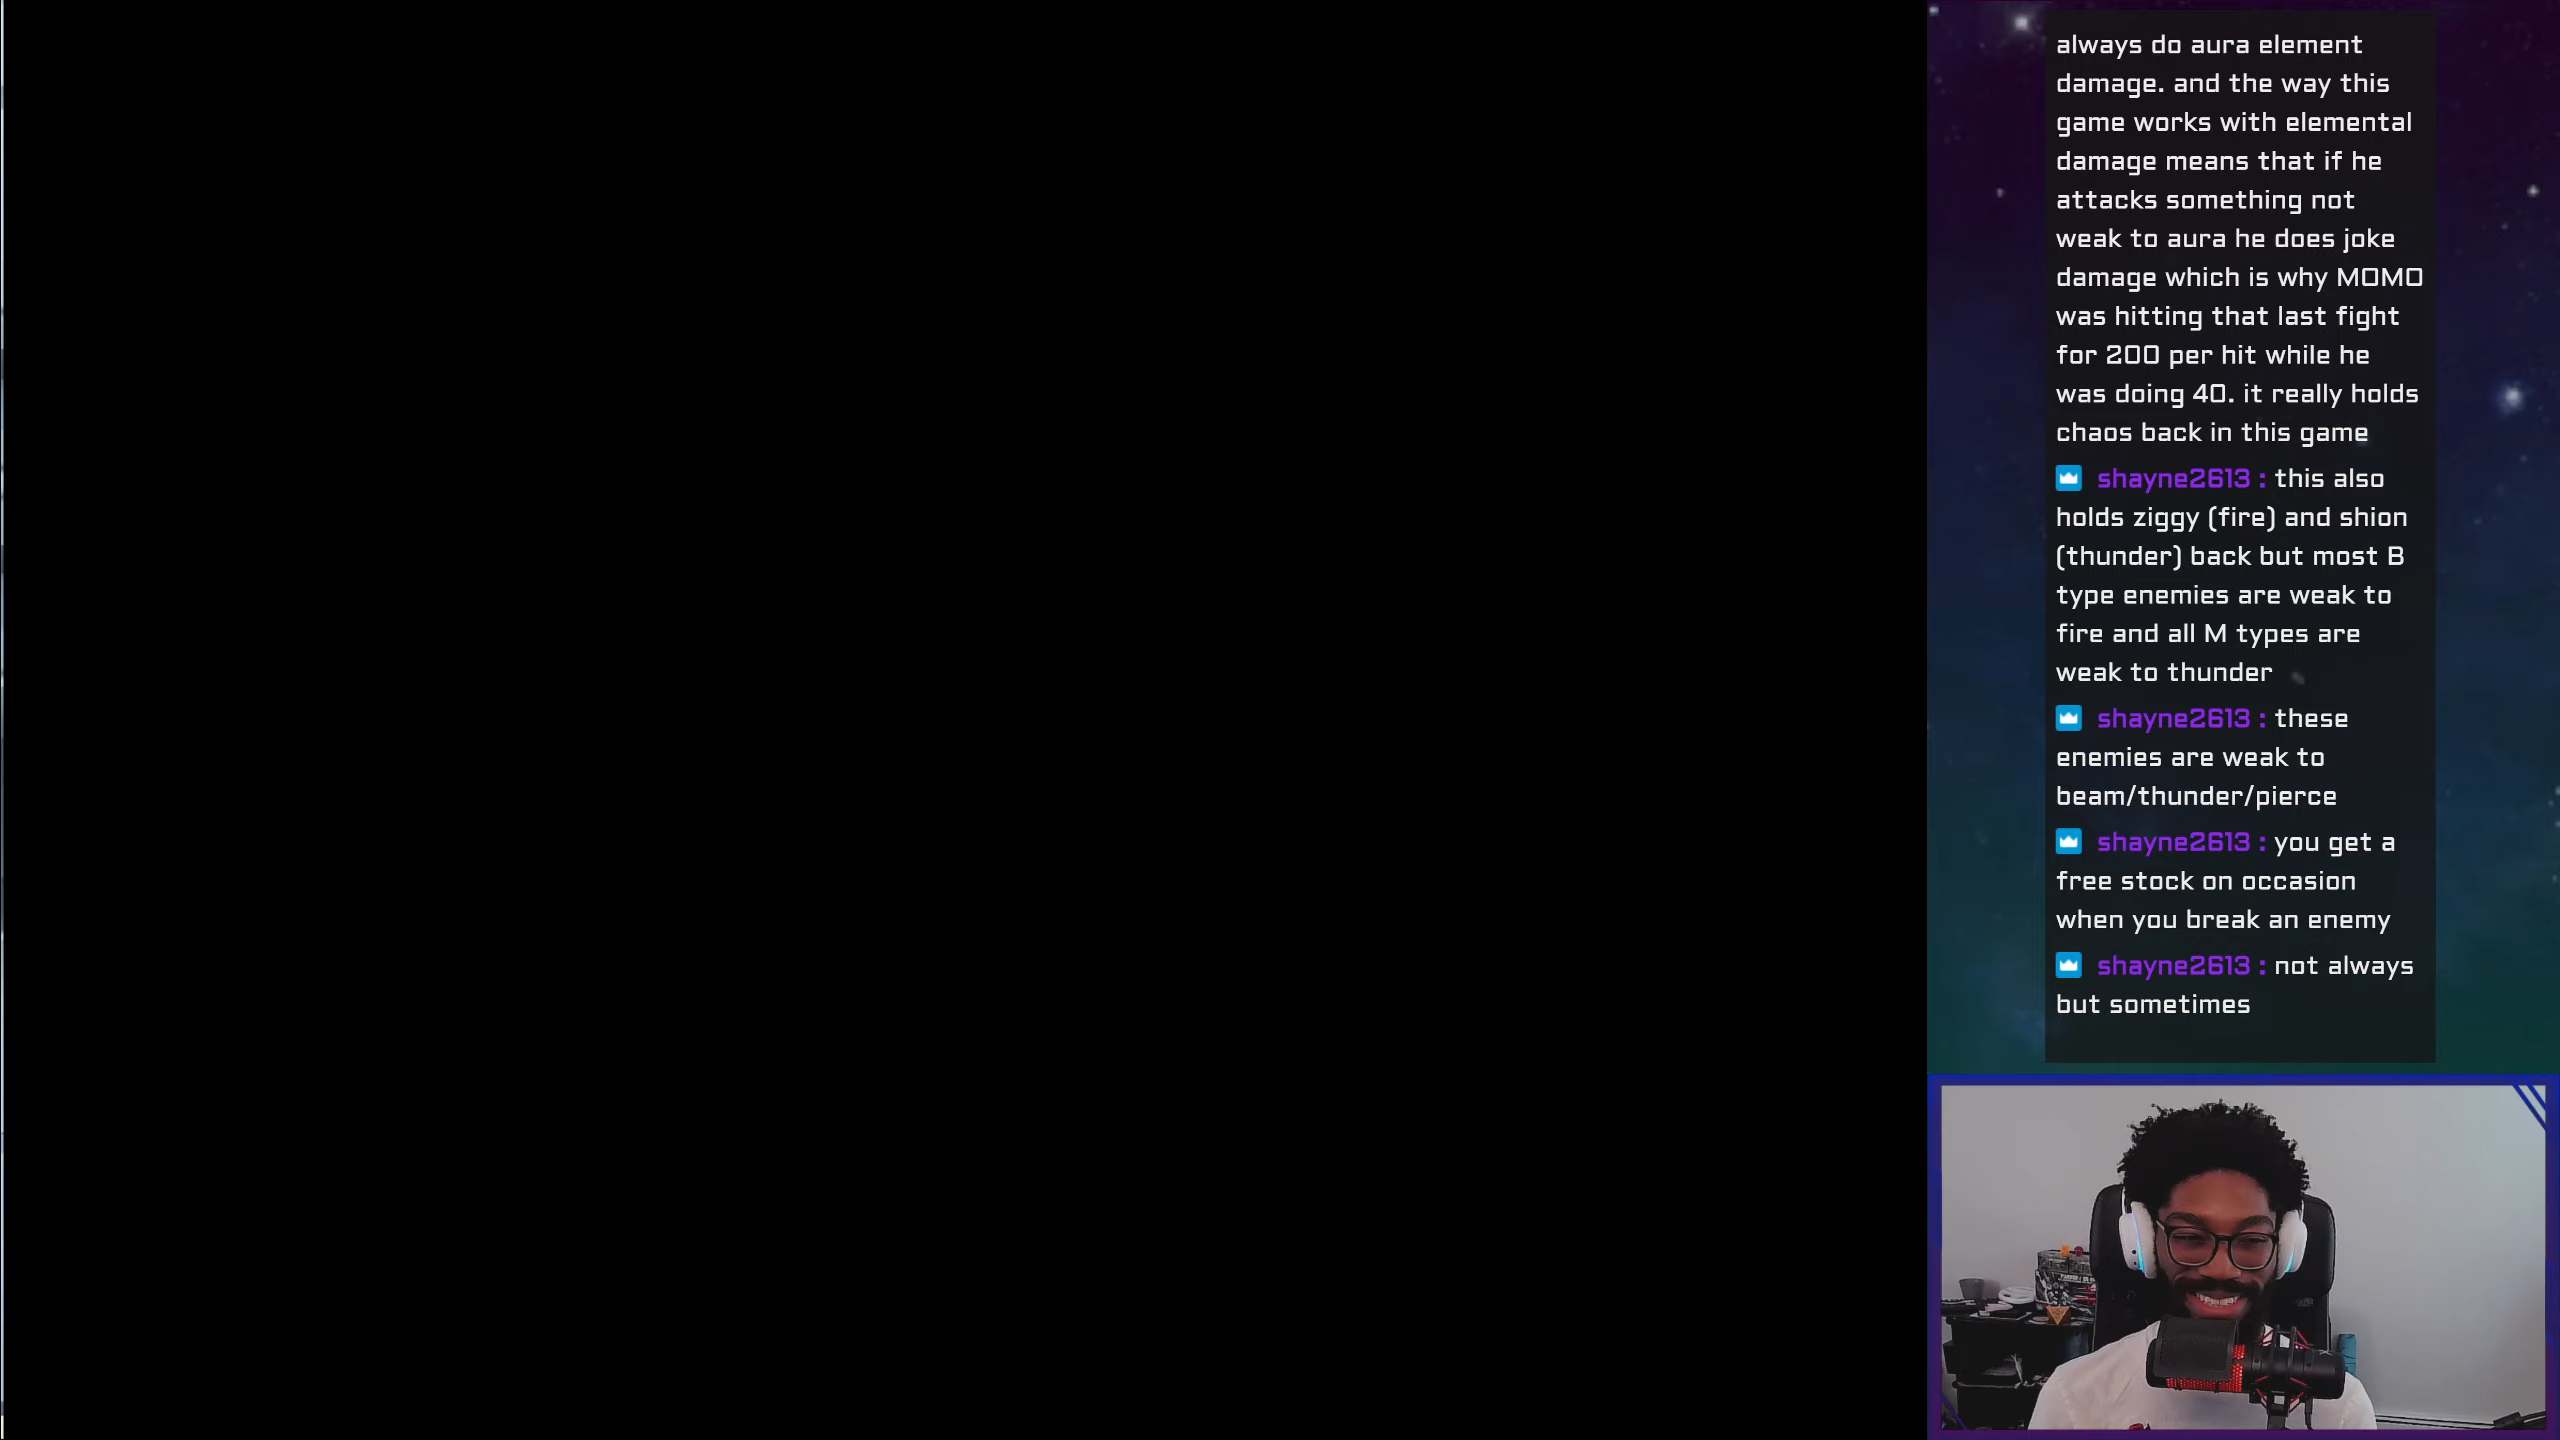 always do aura element
damage. and the way this
game works with elemental
damage means that if he
attacks something not
weak to aura he does joke
damage which is why MOMO
was hitting that last fight
for 200 per hit while he
was doing 40. it really holds
chaos back in this game
shayne2613 : this also
holds ziggy (fire) and shion
(thunder) back but most B
type enemies are weak to
fire and all M types are
weak to thunder
shayne2613 : these
enemies are weak to
beam/thunder/pierce
shayne2613 : you get a
free stock on occasion
when you break an enemy
shayne2613 : not always
but sometimes